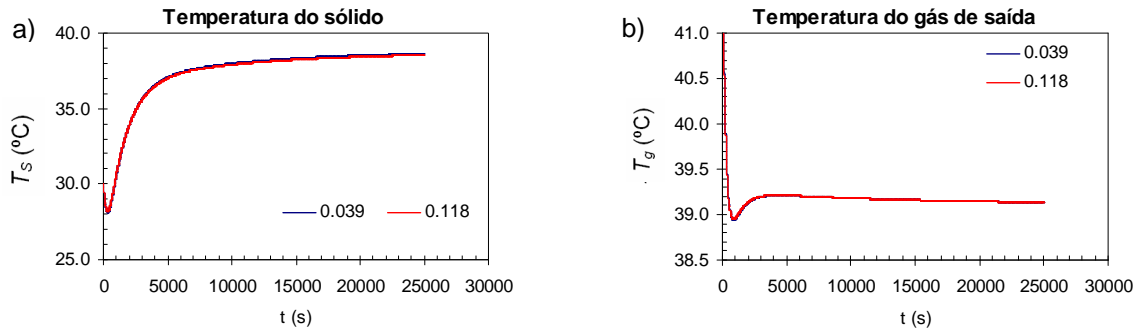 a)
Temperatura do sólido
40.0
35.0
30.0
25.0
T_S (ºC)
0.039
0.118
0 5000 10000 15000 20000 25000 30000
t (s)
b)
Temperatura do gás de saída
41.0
40.5
40.0
39.5
39.0
38.5
. T_g (ºC)
0.039
0.118
0 5000 10000 15000 20000 25000 30000
t (s)